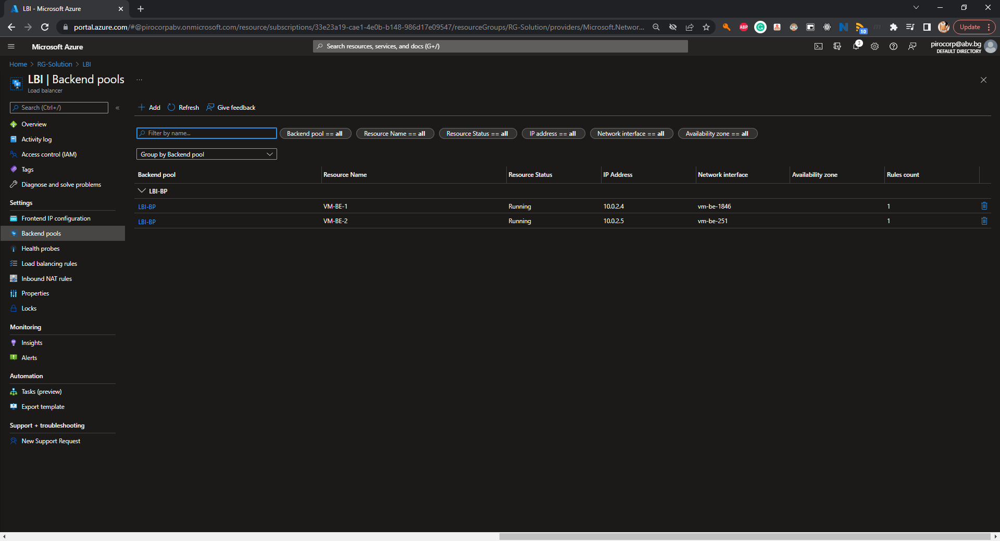 LBI - Microsoft Azure
portal.azure.com/#@pirocorpabv.onmicrosoft.com/resource/subscriptions/33e23a19-cae1-4e0b-b148-986d17e09547/resourceGroups/RG-Solution/providers/Microsoft.Networ...
ABP
10
Update
Microsoft Azure
Search resources, services, and docs (G+/)
3
pirocorp@abv.bg
DEFAULT DIRECTORY
Home > RG-Solution > LBI
LBI | Backend pools ...
Load balancer
Search (Ctrl+/)
«
Add
Refresh
Give feedback
Overview
Activity log
Access control (IAM)
Tags
Diagnose and solve problems
Settings
Frontend IP configuration
Backend pools
Health probes
Load balancing rules
Inbound NAT rules
Properties
Locks
Monitoring
Insights
Alerts
Automation
Tasks (preview)
Export template
Support + troubleshooting
New Support Request
Filter by name...
Backend pool == all
Resource Name == all
Resource Status == all
IP address == all
Network interface == all
Availability zone == all
Group by Backend pool
Backend pool Resource Name Resource Status IP Address Network interface Availability zone Rules count
LBI-BP
LBI-BP VM-BE-1 Running 10.0.2.4 vm-be-1846 1
LBI-BP VM-BE-2 Running 10.0.2.5 vm-be-251 1